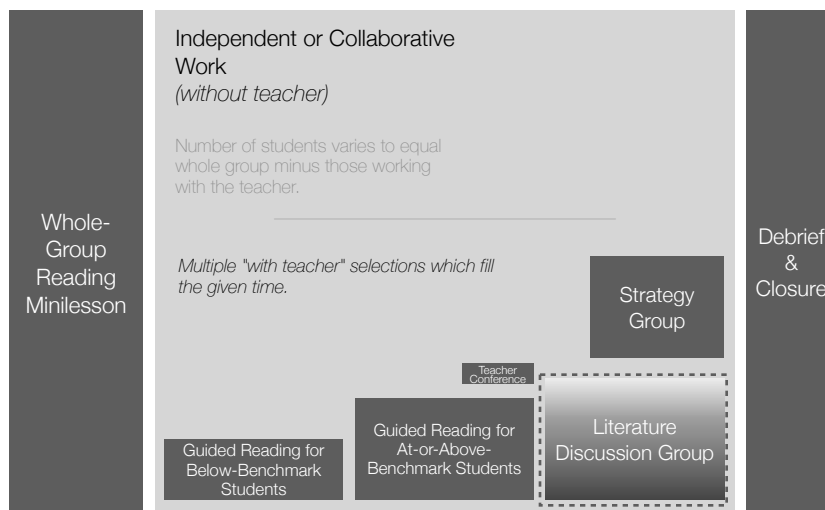 Whole-
Group
Reading
Minilesson
Independent or Collaborative
Work
(without teacher)
Number of students varies to equal
whole group minus those working
with the teacher.
Multiple "with teacher" selections which fill
the given time.
Guided Reading for
Below-Benchmark
Students
Guided Reading for
At-or-Above-
Benchmark Students
Teacher
Conference
Strategy
Group
Literature
Discussion Group
Debrief
&
Closure